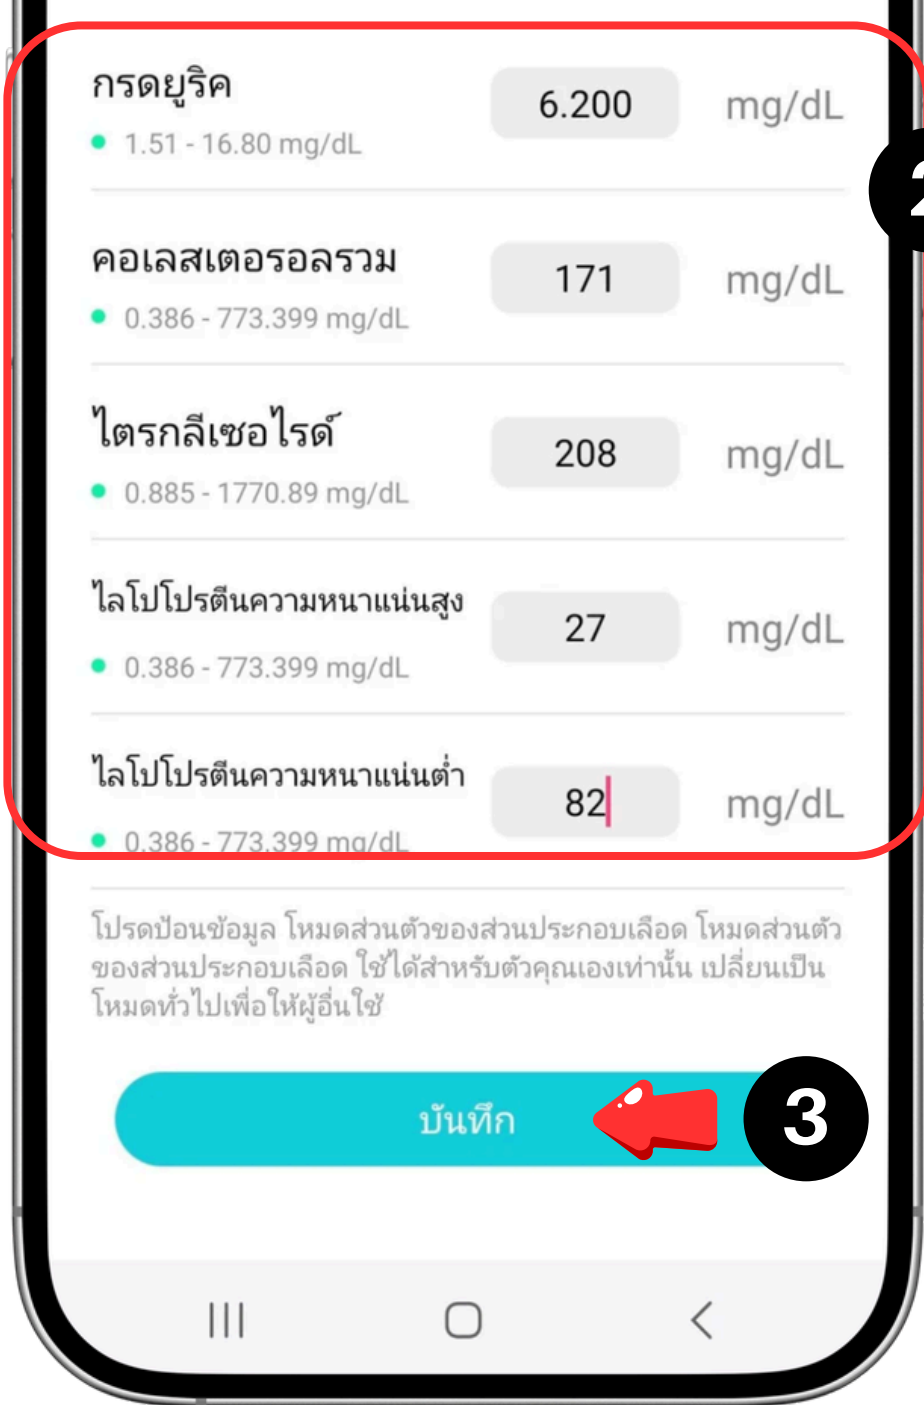 กรดยูริค
6.200
mg/dL
1.51 - 16.80 mg/dL
คอเลสเตอรอลรวม
171
mg/dL
0.386 - 773.399 mg/dL
ไตรกลีเซอไรด์
208
mg/dL
0.885 - 1770.89 mg/dL
ไลโปโปรตีนความหนาแน่นสูง
27
mg/dL
0.386 - 773.399 mg/dL
ไลโปโปรตีนความหนาแน่นต่ำ
82
mg/dL
0.386 - 773.399 mg/dL
โปรดป้อนข้อมูล โหมดส่วนตัวของส่วนประกอบเลือด โหมดส่วนตัว
ของส่วนประกอบเลือด ใช้ได้สำหรับตัวคุณเองเท่านั้น เปลี่ยนเป็น
โหมดทั่วไปเพื่อให้ผู้อื่นใช้
บันทึก
3